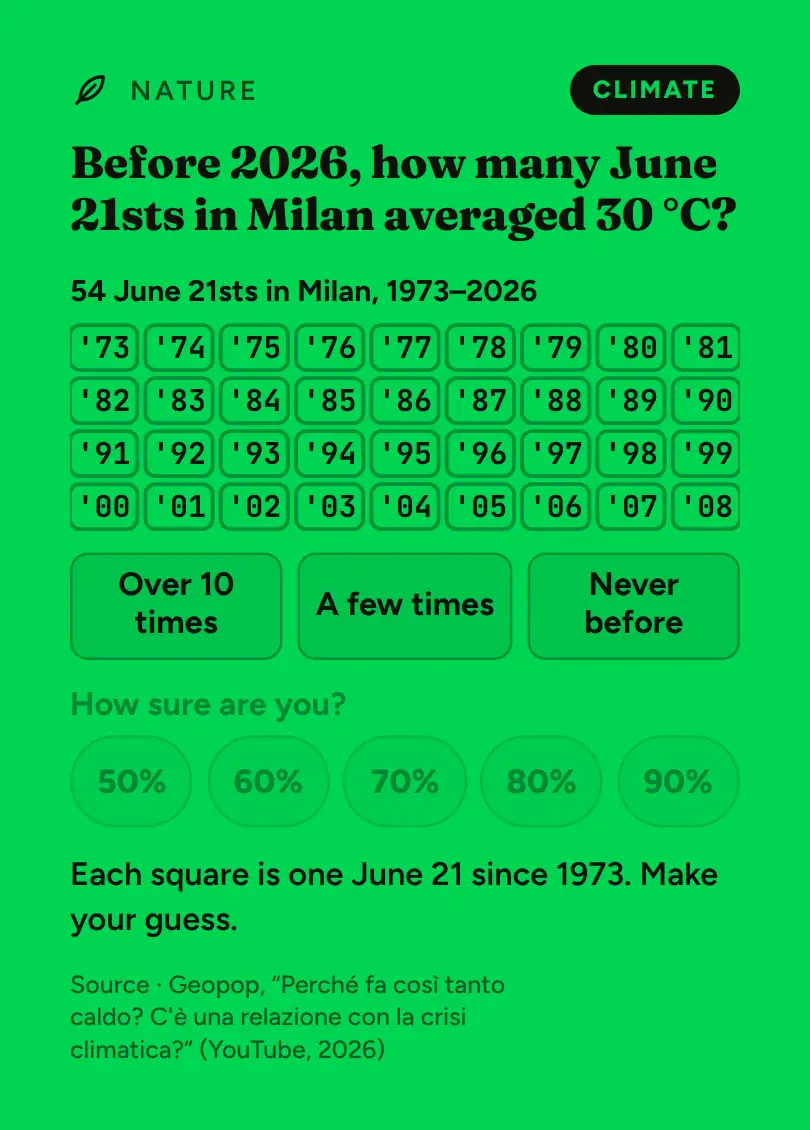 NATURE
CLIMATE
Before 2026, how many June
21sts in Milan averaged 30 °C?
54 June 21sts in Milan, 1973–2026
'73 '74 '75 '76 '77 '78 '79 '80 '81
'82 '83 '84 '85 '86 '87 '88 '89 '90
'91 '92 '93 '94 '95 '96 '97 '98 '99
'00 '01 '02 '03 '04 '05 '06 '07 '08
Over 10
times
A few times
Never
before
How sure are you?
50% 60% 70% 80% 90%
Each square is one June 21 since 1973. Make
your guess.
Source · Geopop, “Perché fa così tanto
caldo? C'è una relazione con la crisi
climatica?” (YouTube, 2026)